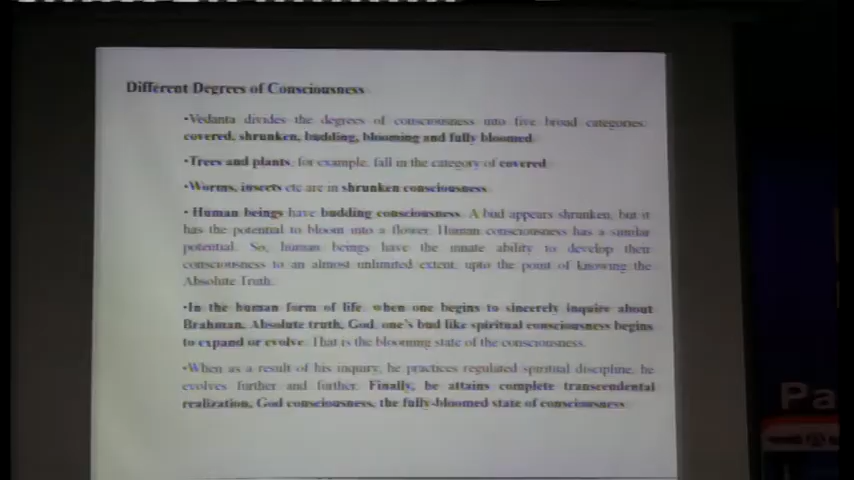 Different Degrees of Consciousness
•Vedanta divides the degrees of consciousness into five broad categories:
covered, shrunken, budding, blooming and fully bloomed.
•Trees and plants, for example, fall in the category of covered
•Worms, insects etc are in shrunken consciousness.
• Human beings have budding consciousness. A bud appears shrunken, but it
has the potential to bloom into a flower. Human consciousness has a similar
potential. So, human beings have the innate ability to develop their
consciousness to an almost unlimited extent, upto the point of knowing the
Absolute Truth.
•In the human form of life, when one begins to sincerely inquire about
Brahman, Absolute truth, God, one's bud like spiritual consciousness begins
to expand or evolve. That is the blooming state of the consciousness.
•When as a result of his inquiry, he practices regulated spiritual discipline, he
evolves further and further. Finally, he attains complete transcendental
realization, God consciousness, the fully-bloomed state of consciousness.
Pa